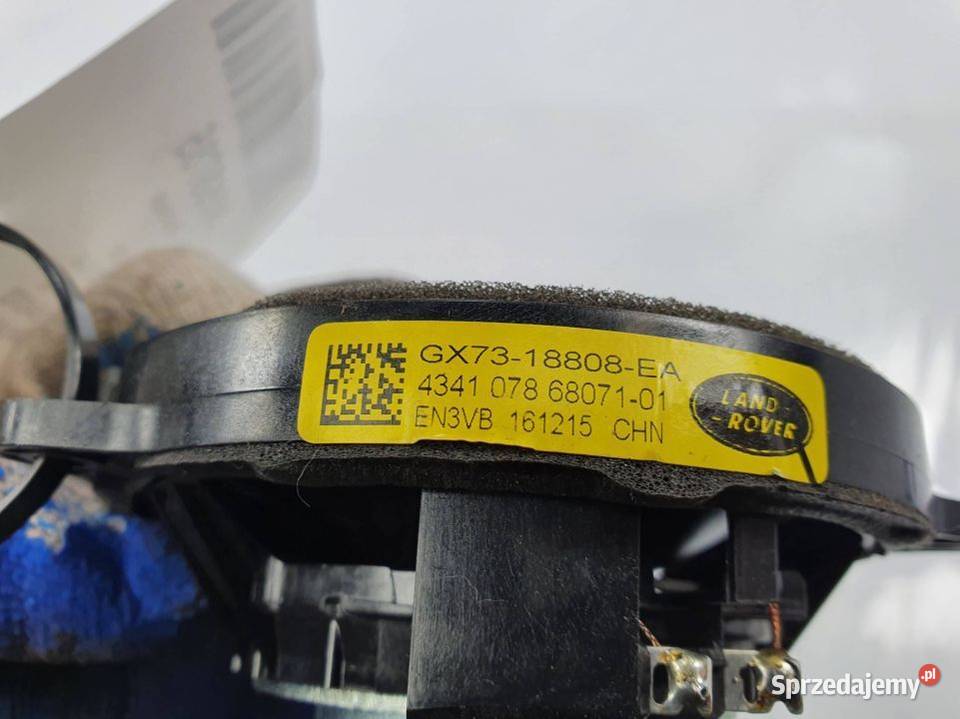 GX73-18808-EA
4341 078 68071-01
EN3VB 161215 CHN
LAND-
-ROVER
Sprzedajemy.pl